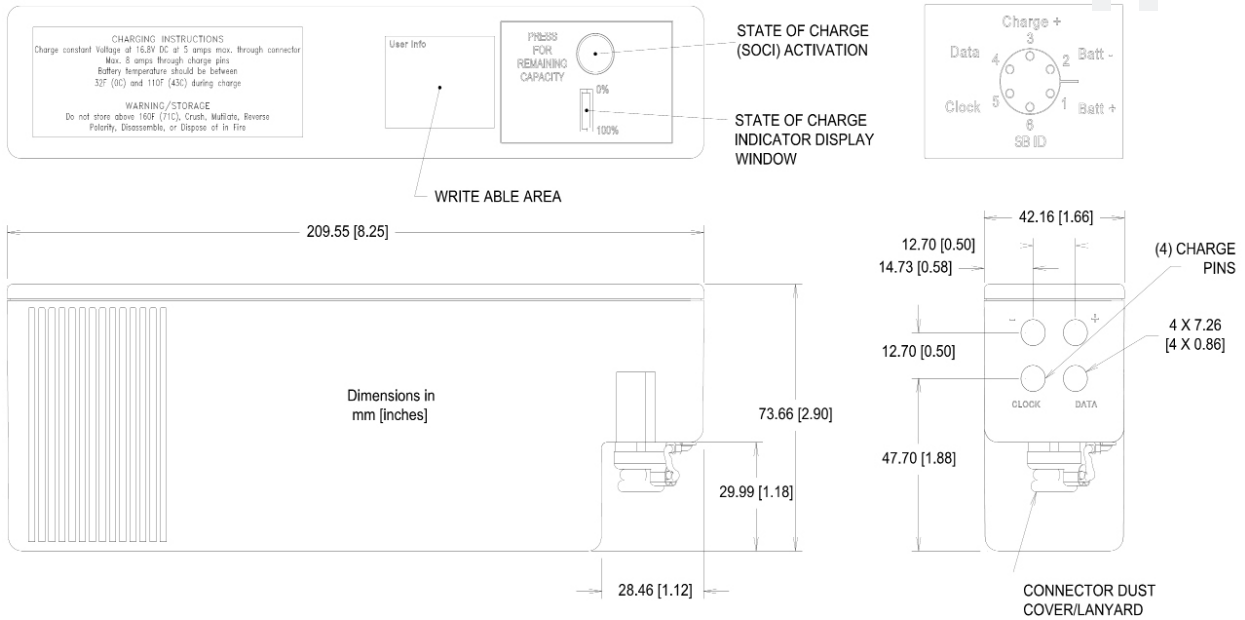 CHARGING INSTRUCTIONS
Charge constant Voltage at 16.8V DC at 5 amps max. through connector
Max. 8 amps through charge pins
Battery temperature should be between
32F (0C) and 110F (43C) during charge
WARNING/STORAGE
Do not store above 160F (71C), Crush, Mutilate, Reverse
Polarity, Disassemble, or Dispose of in Fire
User Info
PRESS
FOR
REMAINING
CAPACITY
0%
100%
STATE OF CHARGE
(SOCI) ACTIVATION
STATE OF CHARGE
INDICATOR DISPLAY
WINDOW
WRITE ABLE AREA
Charge +
3
Data 4 2 Batt -
Clock 5 1 Batt +
6
SB ID
209.55 [8.25]
Dimensions in
mm [inches]
73.66 [2.90]
29.99 [1.18]
28.46 [1.12]
42.16 [1.66]
12.70 [0.50]
14.73 [0.58]
(4) CHARGE
PINS
- +
12.70 [0.50]
4 X 7.26
[4 X 0.86]
CLOCK DATA
47.70 [1.88]
CONNECTOR DUST
COVER/LANYARD